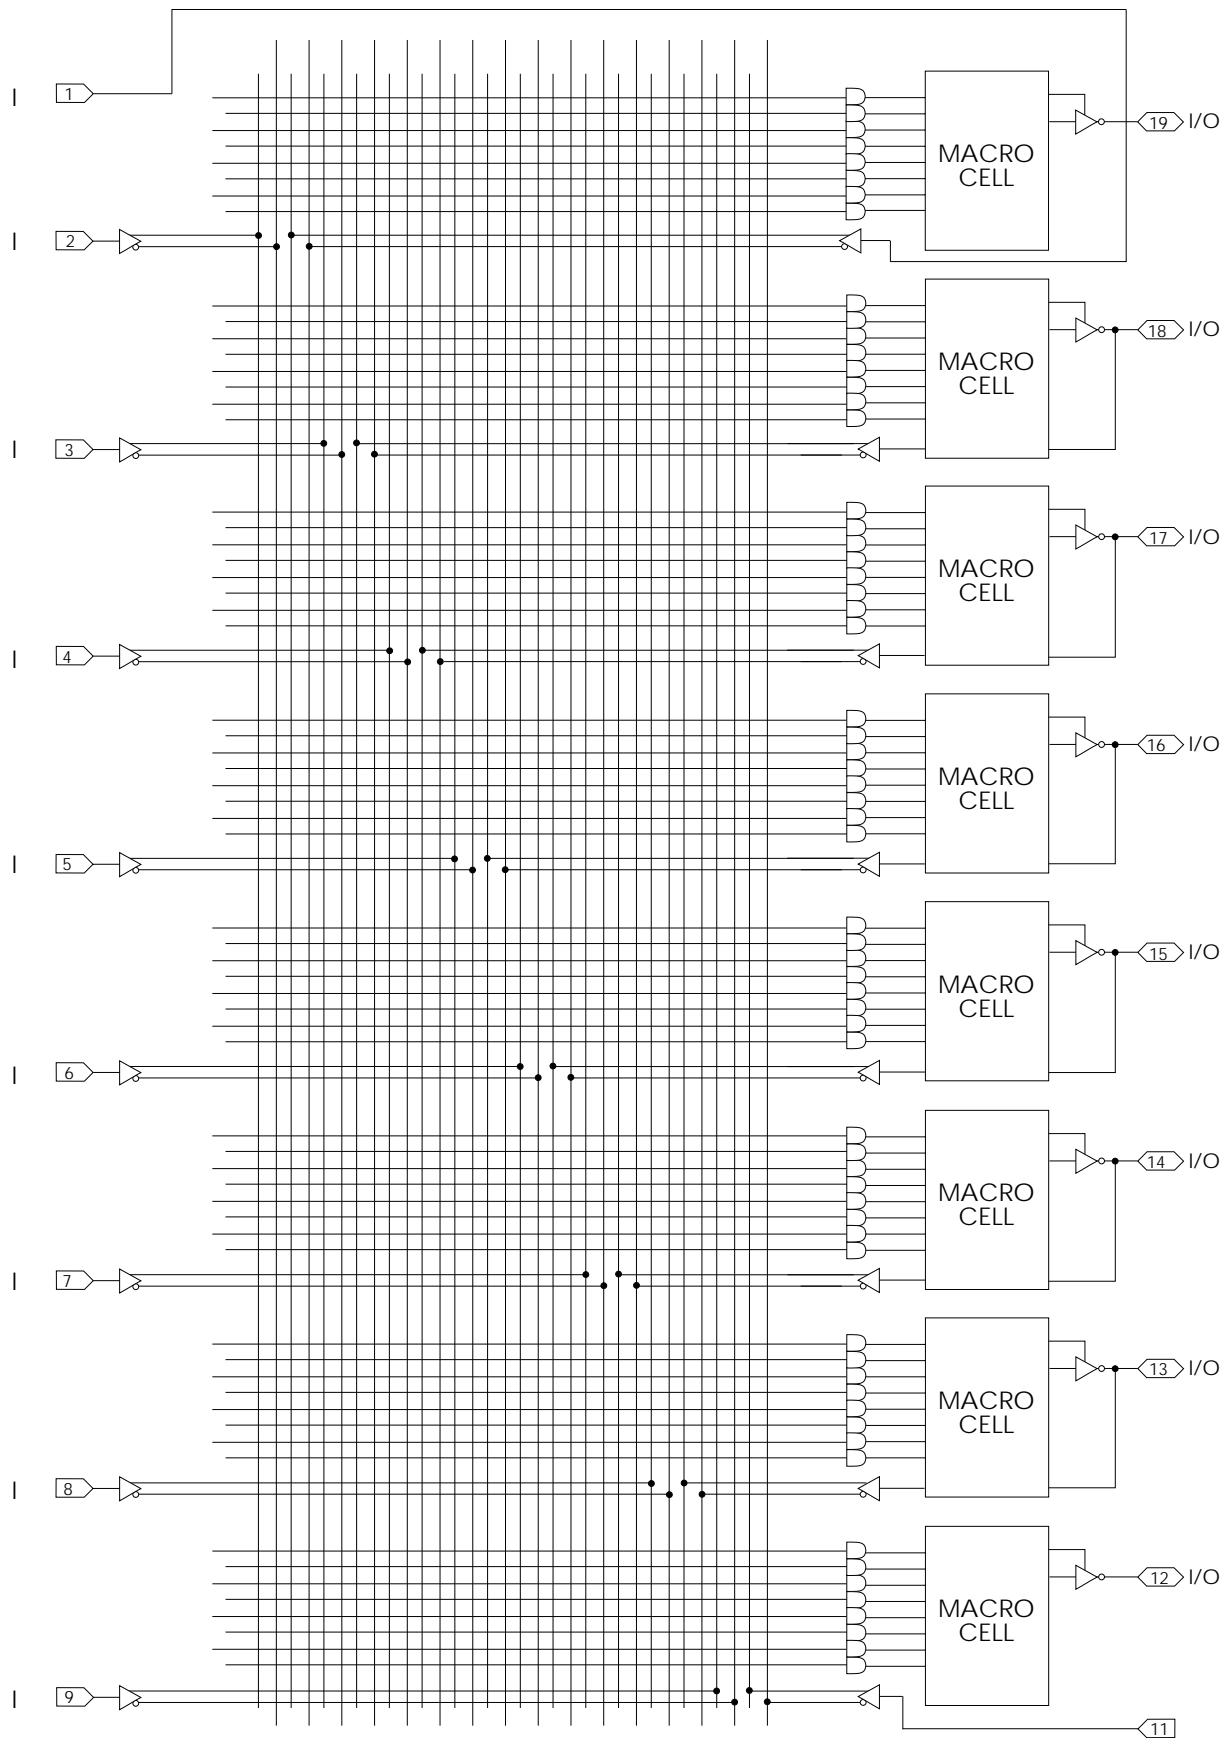 I 1
MACRO
CELL
19 I/O
I 2
MACRO
CELL
18 I/O
I 3
MACRO
CELL
17 I/O
I 4
MACRO
CELL
16 I/O
I 5
MACRO
CELL
15 I/O
I 6
MACRO
CELL
14 I/O
I 7
MACRO
CELL
13 I/O
I 8
MACRO
CELL
12 I/O
I 9
11